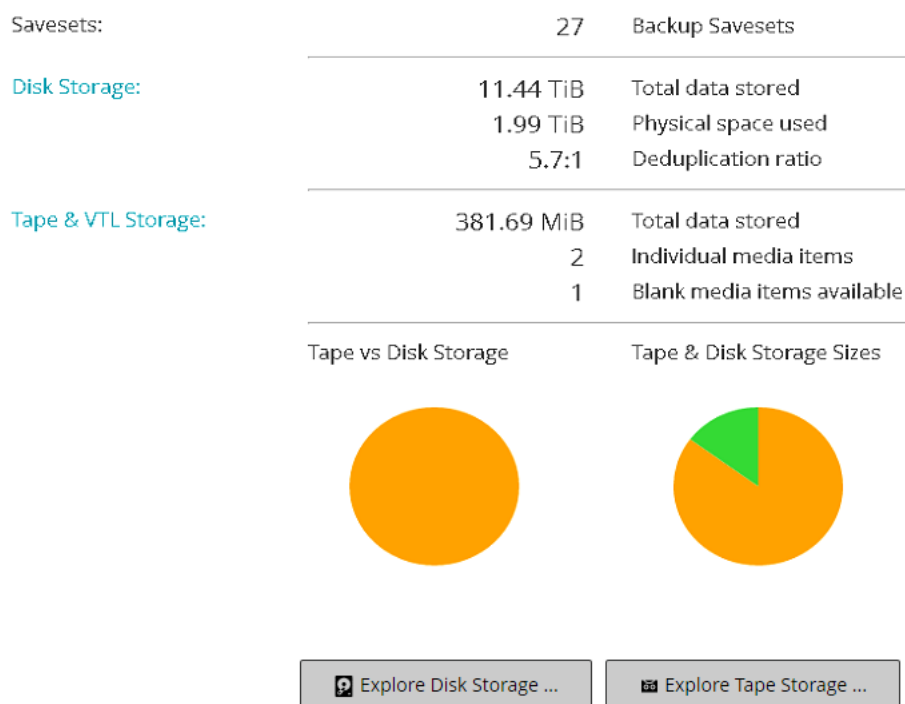 Savesets: 27 Backup Savesets
Disk Storage: 11.44 TiB Total data stored
1.99 TiB Physical space used
5.7:1 Deduplication ratio
Tape & VTL Storage: 381.69 MiB Total data stored
2 Individual media items
1 Blank media items available
Tape vs Disk Storage Tape & Disk Storage Sizes
Explore Disk Storage ... Explore Tape Storage ...